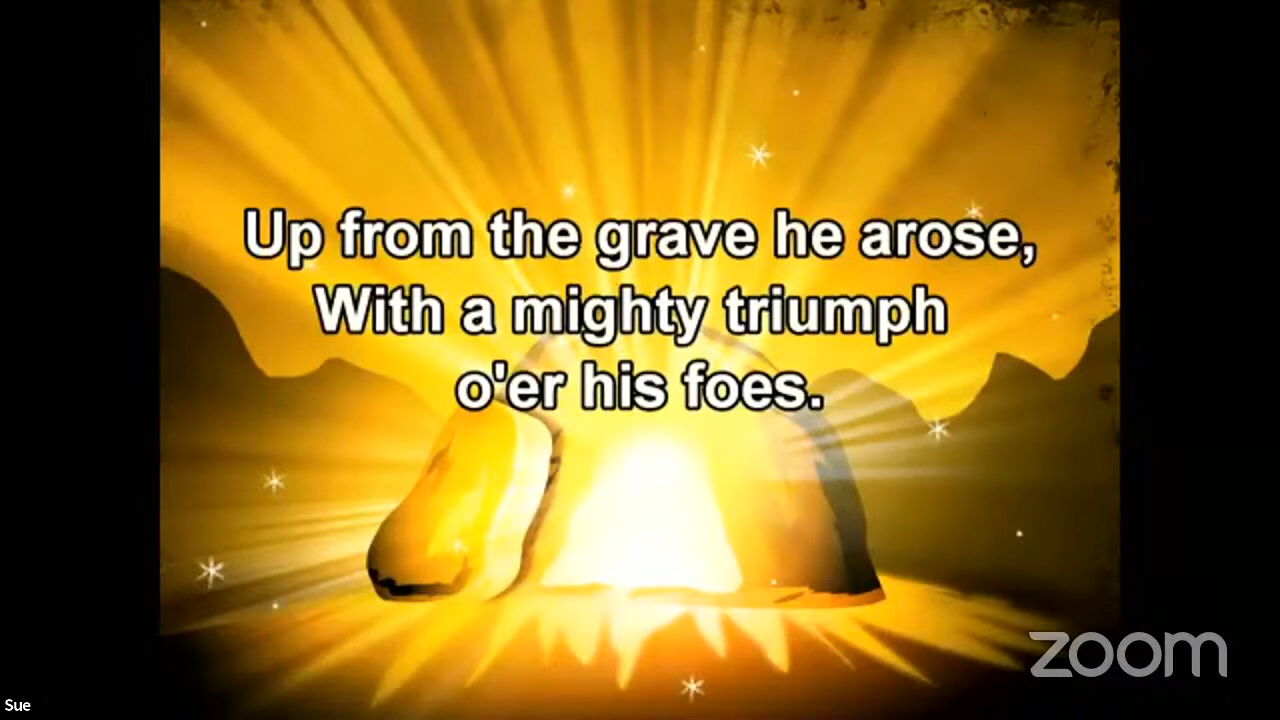 Up from the grave he arose,
With a mighty triumph
o'er his foes.
zoom
Sue